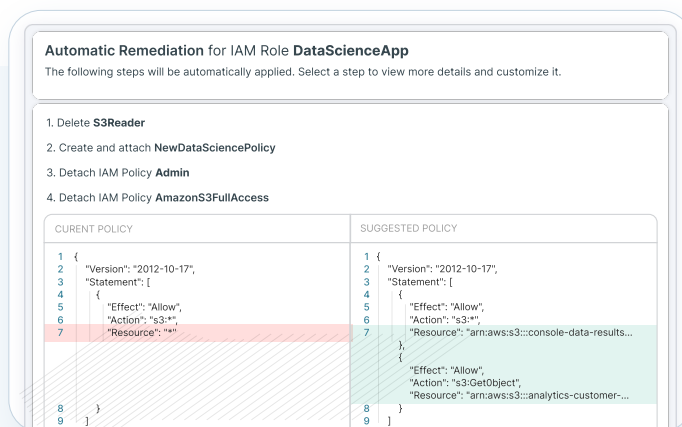 Automatic Remediation for IAM Role DataScienceApp
The following steps will be automatically applied. Select a step to view more details and customize it.
1. Delete S3Reader
2. Create and attach NewDataSciencePolicy
3. Detach IAM Policy Admin
4. Detach IAM Policy AmazonS3FullAccess
CURENT POLICY
1 {
2 "Version": "2012-10-17",
3 "Statement": [
4 {
5 "Effect": "Allow",
6 "Action": "s3:*",
7 "Resource": "*"
8 }
9 ]
SUGGESTED POLICY
1 {
2 "Version": "2012-10-17",
3 "Statement": [
4 {
5 "Effect": "Allow",
6 "Action": "s3:*",
7 "Resource": "arn:aws:s3:::console-data-results...
},
{
"Effect": "Allow",
"Action": "s3:GetObject",
"Resource": "arn:aws:s3:::analytics-customer-...
8 }
9 ]